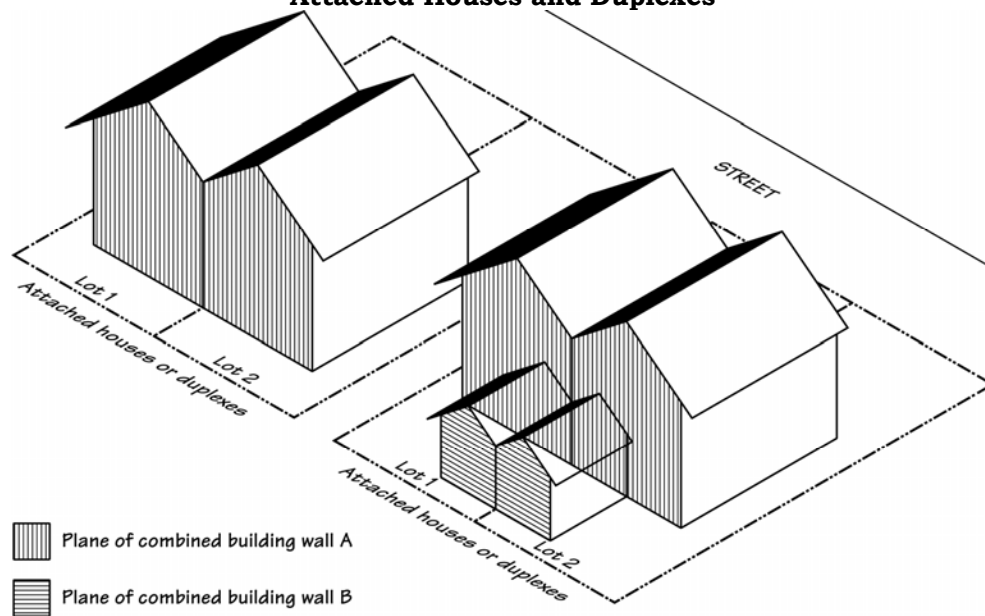 Attached Houses and Duplexes
STREET
Lot 1
Lot 2
Attached houses or duplexes
Lot 1
Lot 2
Attached houses or duplexes
Plane of combined building wall A
Plane of combined building wall B